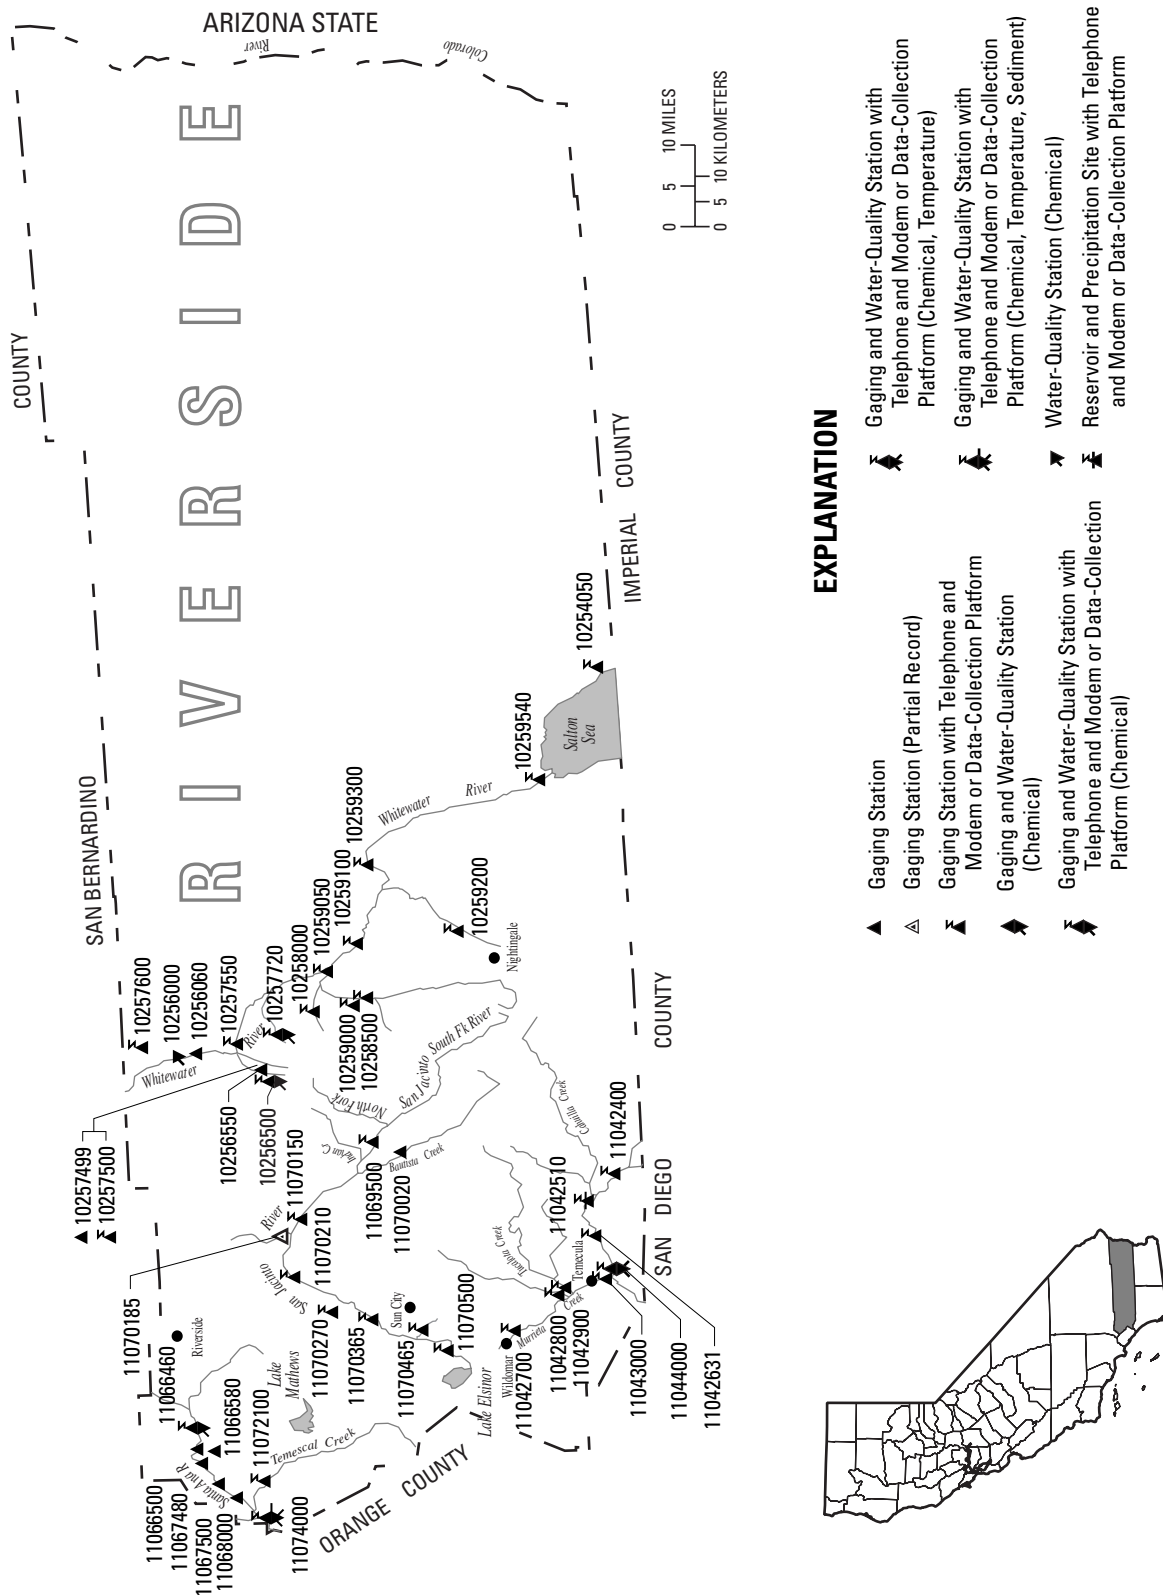 ARIZONA STATE
River
Colorado
COUNTY
SAN BERNARDINO
RIVERSIDE
0 5 10 MILES
0 5 10 KILOMETERS
IMPERIAL COUNTY
10254050
10259540
Salton
Sea
Whitewater River
10259300
10259100
10259050
10258000
10257720
10257550
10256060
10256000
10257600
10259200
Nightingale
10259000
10258500
River
Whitewater
10257499
10257500
10256550
10256500
11070150
11070210
11070185
North Fork
San Jacinto South Fk River
Indian Cr
Bautista Creek
11069500
11070020
River
San Jacinto
Cahuilla Creek
11042400
11042510
SAN DIEGO COUNTY
Temecula
Tucalota Creek
Murrieta Creek
11070270
11070365
11070465
11070500
Sun City
Lake Elsinor
Wildomar
11042700
11042800
11042900
11043000
11044000
11042631
Riverside
11066460
11066580
11072100
Lake
Mathews
Temescal Creek
Santa Ana R
11066500
11067480
11067500
11068000
11074000
ORANGE COUNTY
EXPLANATION
Gaging Station
Gaging Station (Partial Record)
Gaging Station with Telephone and
Modem or Data-Collection Platform
Gaging and Water-Quality Station
(Chemical)
Gaging and Water-Quality Station with
Telephone and Modem or Data-Collection
Platform (Chemical)
Gaging and Water-Quality Station with
Telephone and Modem or Data-Collection
Platform (Chemical, Temperature)
Gaging and Water-Quality Station with
Telephone and Modem or Data-Collection
Platform (Chemical, Temperature, Sediment)
Water-Quality Station (Chemical)
Reservoir and Precipitation Site with Telephone
and Modem or Data-Collection Platform